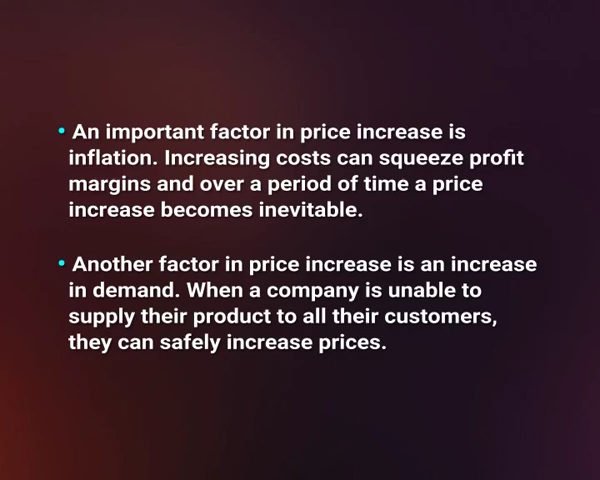 • An important factor in price increase is
inflation. Increasing costs can squeeze profit
margins and over a period of time a price
increase becomes inevitable.
• Another factor in price increase is an increase
in demand. When a company is unable to
supply their product to all their customers,
they can safely increase prices.